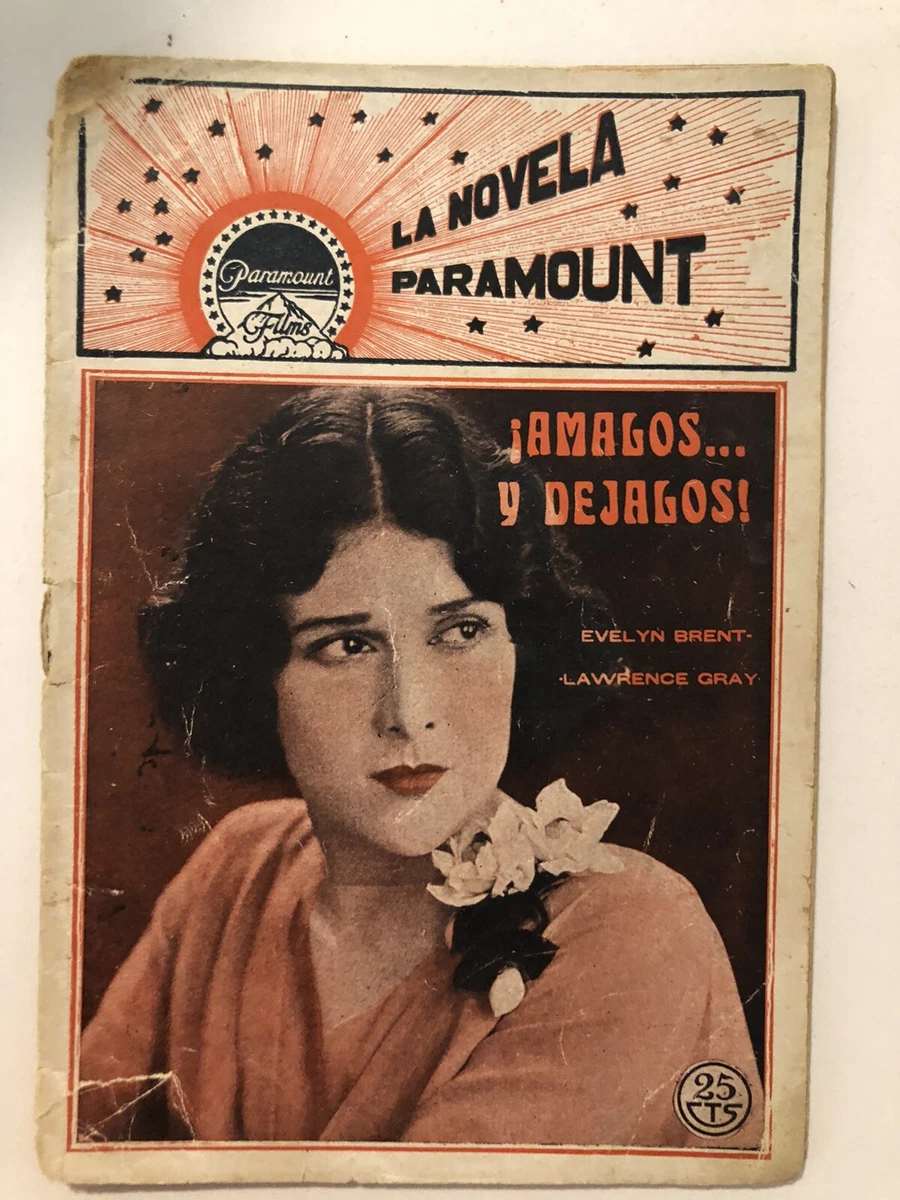 LA NOVELA
PARAMOUNT
Paramount
Films
¡AMALOS...
Y DEJALOS!
EVELYN BRENT-
·LAWRENCE GRAY·
25
CTS